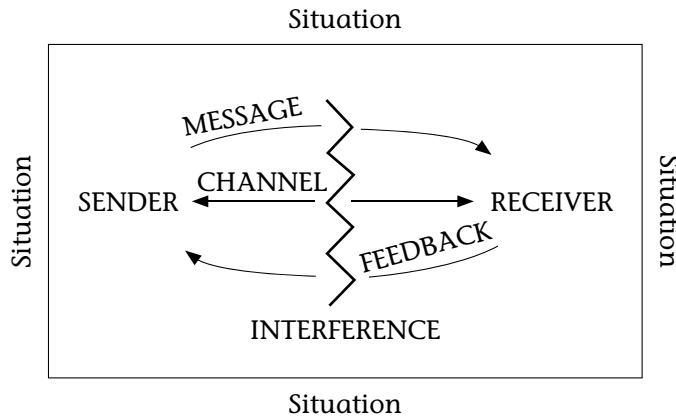 Situation
MESSAGE
CHANNEL
SENDER
RECEIVER
Situation
Situation
FEEDBACK
INTERFERENCE
Situation